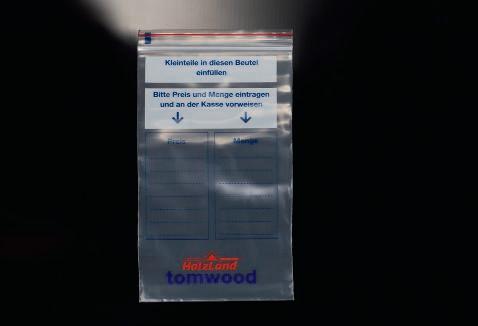 Kleinteile in diesen Beutel
einfüllen
Bitte Preis und Menge eintragen
und an der Kasse vorweisen
Preis Menge
HolzLand
tomwood